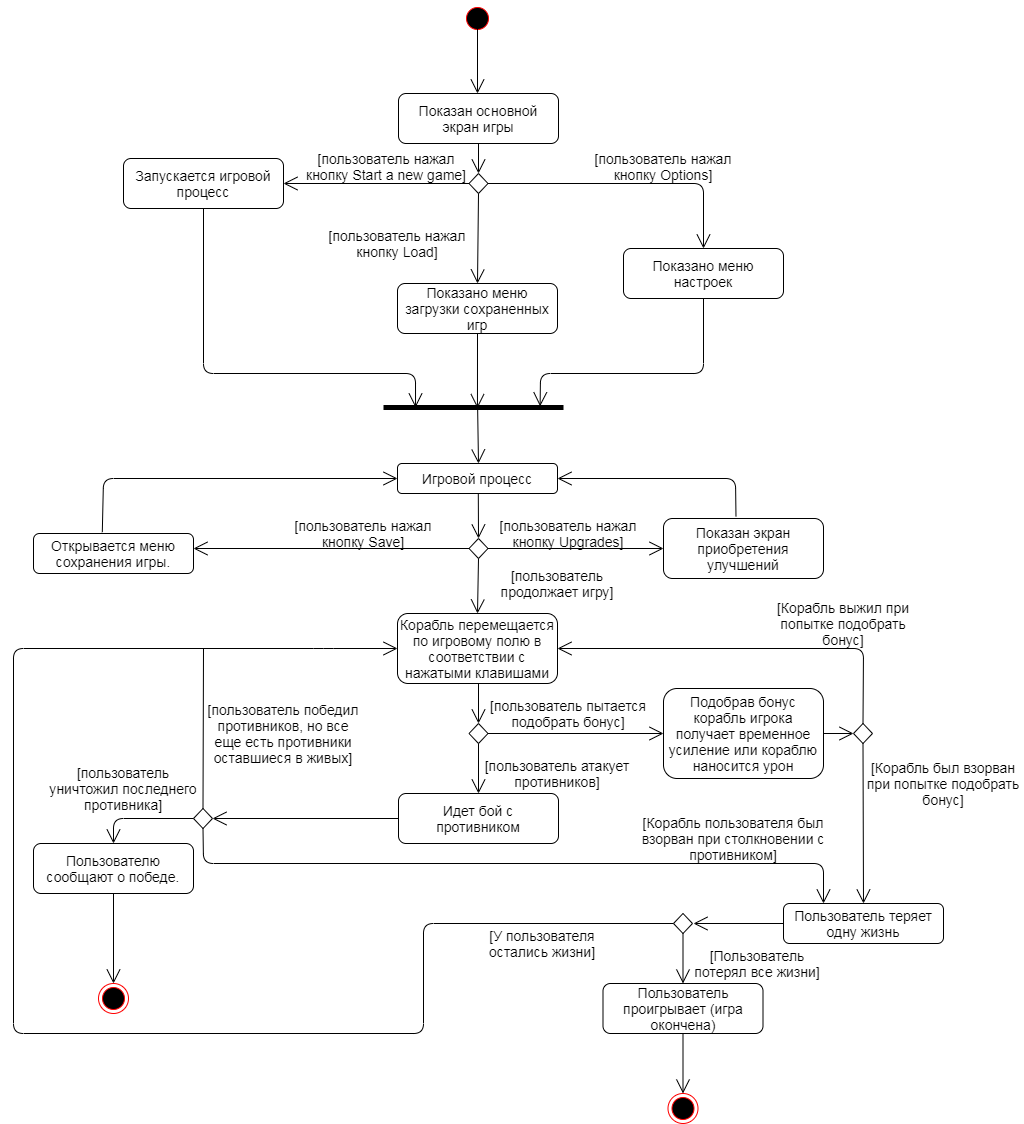 Показан основной
экран игры
[пользователь нажал
кнопку Start a new game]
[пользователь нажал
кнопку Options]
Запускается игровой
процесс
[пользователь нажал
кнопку Load]
Показано меню
настроек
Показано меню
загрузки сохраненных
игр
Игровой процесс
[пользователь нажал
кнопку Save]
[пользователь нажал
кнопку Upgrades]
Открывается меню
сохранения игры.
Показан экран
приобретения
улучшений
[пользователь
продолжает игру]
[Корабль выжил при
попытке подобрать
бонус]
Корабль перемещается
по игровому полю в
соответствии с
нажатыми клавишами
[пользователь победил
противников, но все
еще есть противники
оставшиеся в живых]
[пользователь пытается
подобрать бонус]
Подобрав бонус
корабль игрока
получает временное
усиление или кораблю
наносится урон
[пользователь атакует
противников]
[пользователь
уничтожил последнего
противника]
[Корабль был взорван
при попытке подобрать
бонус]
Идет бой с
противником
[Корабль пользователя был
взорван при столкновении с
противником]
Пользователю
сообщают о победе.
Пользователь теряет
одну жизнь
[У пользователя
остались жизни]
[Пользователь
потерял все жизни]
Пользователь
проигрывает (игра
окончена)